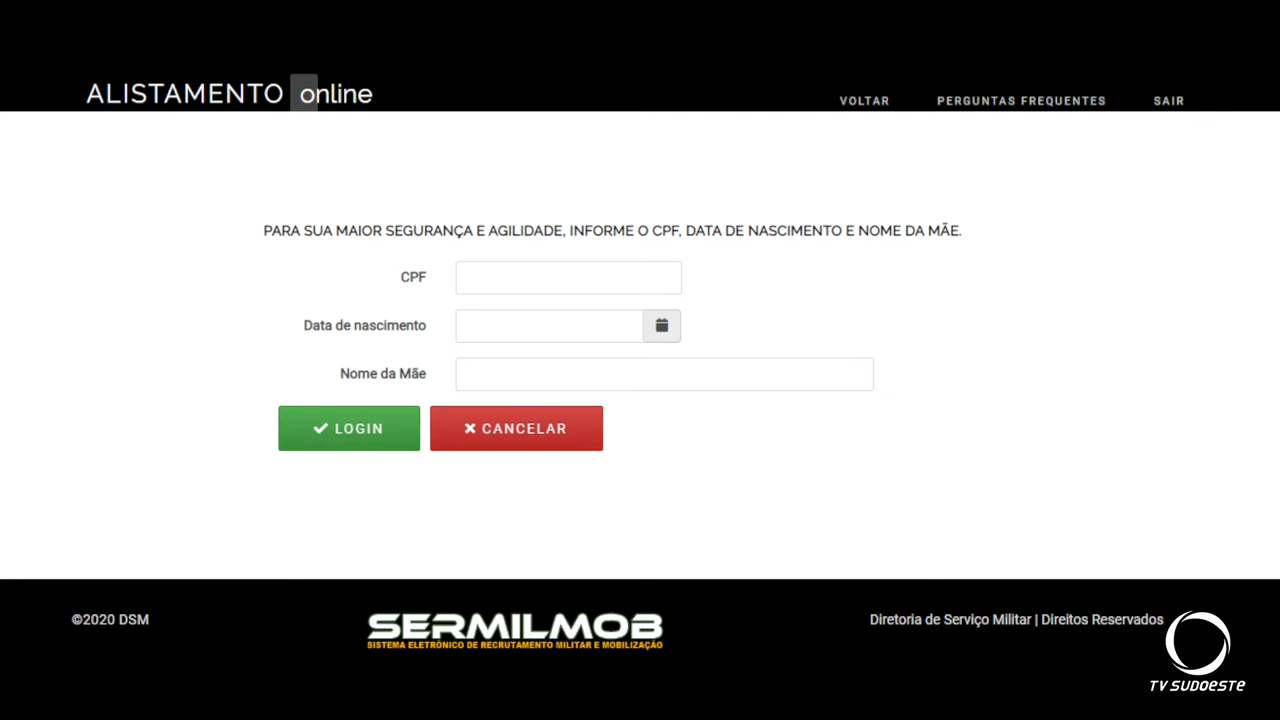 ALISTAMENTO online
VOLTAR PERGUNTAS FREQUENTES SAIR
PARA SUA MAIOR SEGURANÇA E AGILIDADE, INFORME O CPF, DATA DE NASCIMENTO E NOME DA MÃE.
CPF
Data de nascimento
Nome da Mãe
LOGIN CANCELAR
©2020 DSM
SERMILMOB
SISTEMA ELETRÔNICO DE RECRUTAMENTO MILITAR E MOBILIZAÇÃO
Diretoria de Serviço Militar | Direitos Reservados
TV SUDOESTE